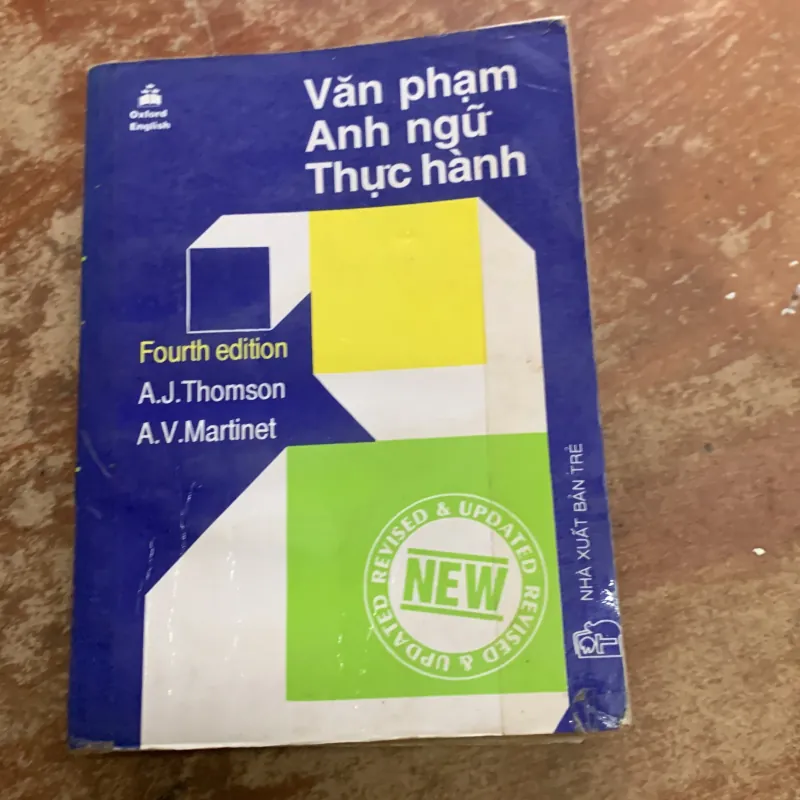 Oxford
English
Văn phạm
Anh ngữ
Thực hành
Fourth edition
A.J.Thomson
A.V.Martinet
REVISED & UPDATED REVISED & UPDATED
NEW
NHÀ XUẤT BẢN TRẺ